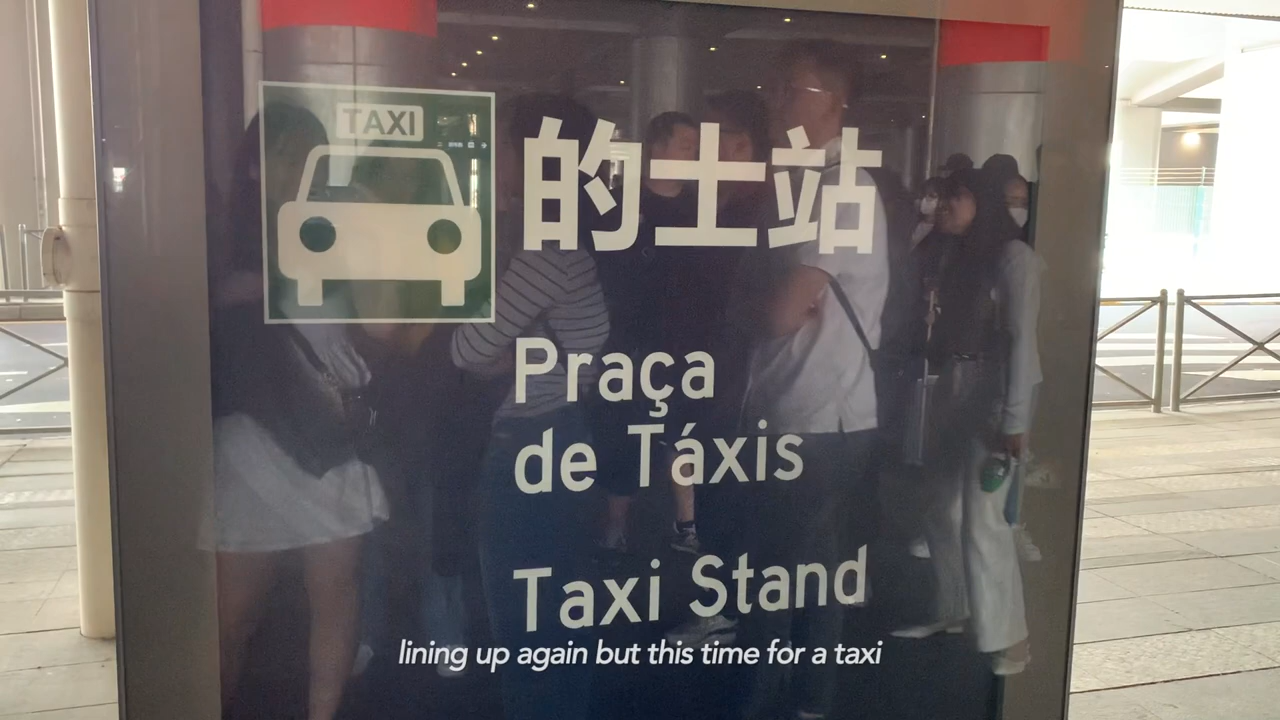 TAXI
的士站
Praça
de Táxis
Taxi Stand
lining up again but this time for a taxi